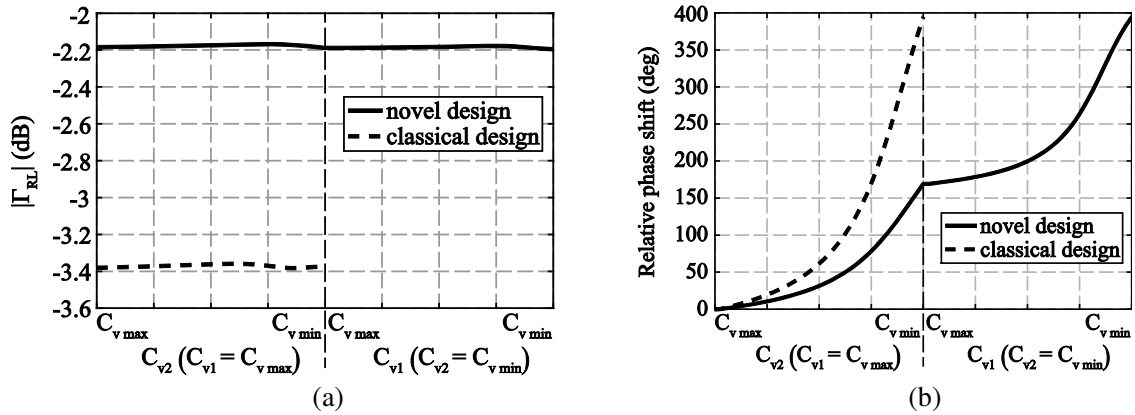 |Γ_RL| (dB)
-2
-2.2
-2.4
-2.6
-2.8
-3
-3.2
-3.4
-3.6
novel design
classical design
C_v max C_v min C_v max C_v min
C_v2 (C_v1 = C_v max) C_v1 (C_v2 = C_v min)
(a)
Relative phase shift (deg)
400
350
300
250
200
150
100
50
0
novel design
classical design
C_v max C_v min C_v max C_v min
C_v2 (C_v1 = C_v max) C_v1 (C_v2 = C_v min)
(b)